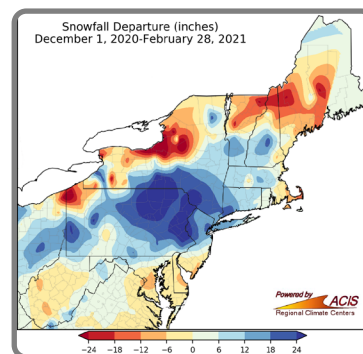 Snowfall Departure (inches)
December 1, 2020-February 28, 2021
Powered by
ACIS
Regional Climate Centers
−24 −18 −12 −6 0 6 12 18 24